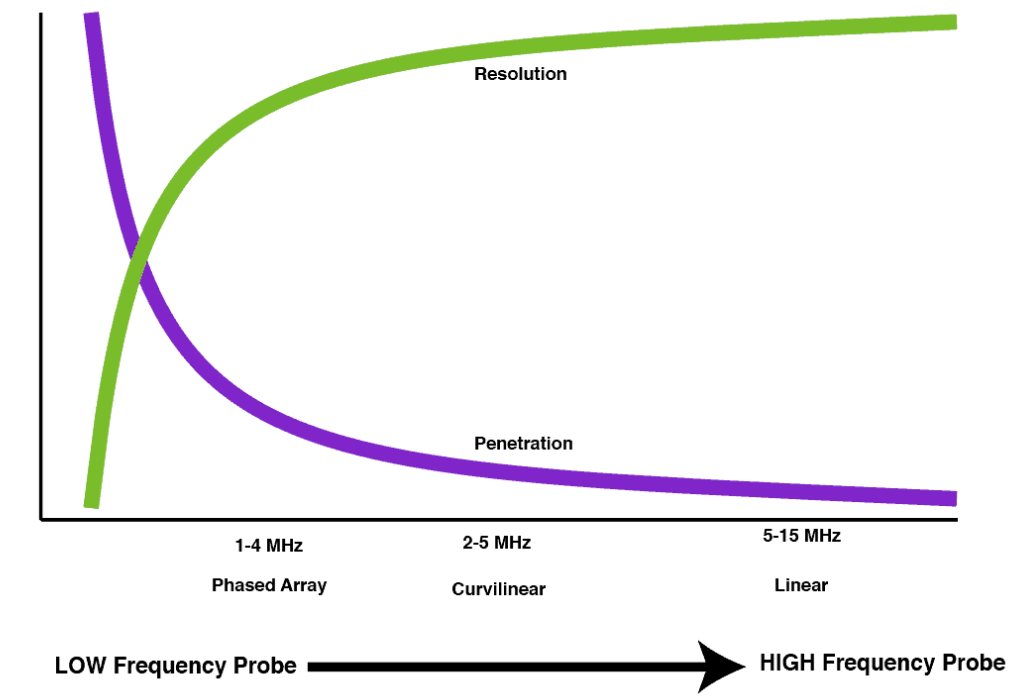 Resolution
Penetration
1-4 MHz
2-5 MHz
5-15 MHz
Phased Array
Curvilinear
Linear
LOW Frequency Probe
HIGH Frequency Probe